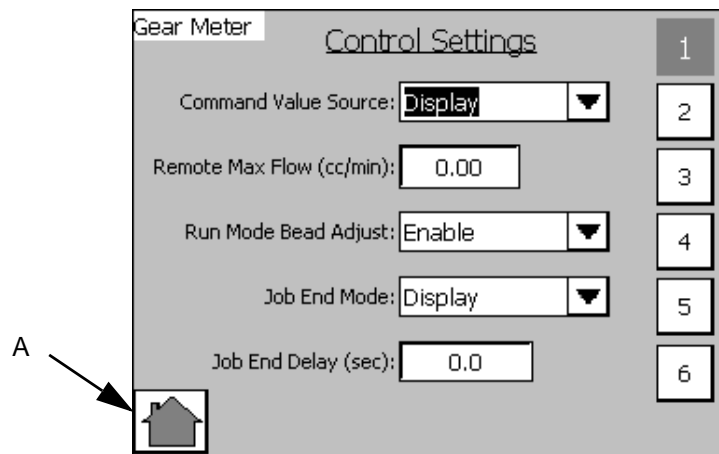 Gear Meter
Control Settings
1
Command Value Source: Display
2
Remote Max Flow (cc/min): 0.00
3
Run Mode Bead Adjust: Enable
4
Job End Mode: Display
5
A
Job End Delay (sec): 0.0
6